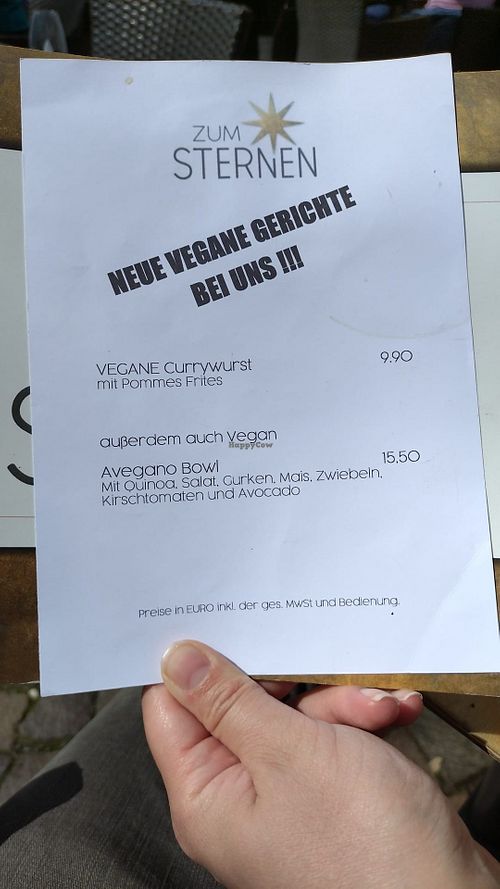 ZUM
STERNEN
NEUE VEGANE GERICHTE
BEI UNS !!!
VEGANE Currywurst 9.90
mit Pommes Frites
außerdem auch Vegan
HappyCow
Avegano Bowl 15,50
Mit Quinoa, Salat, Gurken, Mais, Zwiebeln,
Kirschtomaten und Avocado
Preise in EURO inkl. der ges. MwSt und Bedienung.